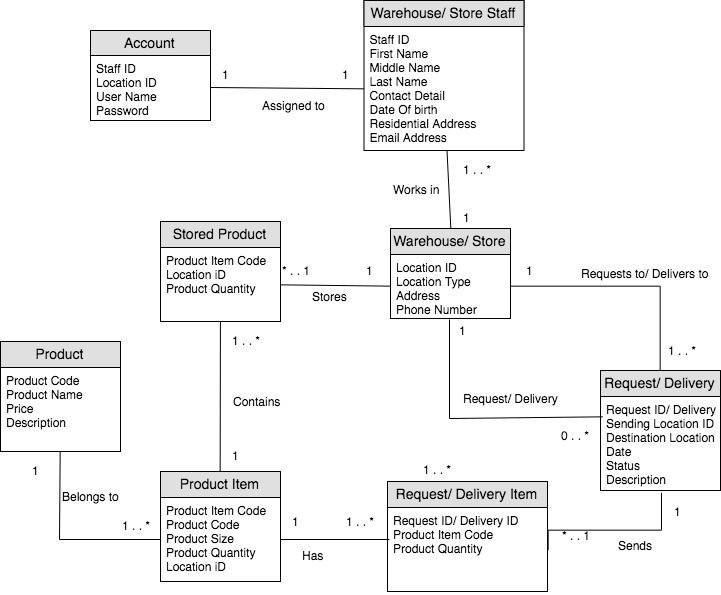 Warehouse/ Store Staff
Staff ID
First Name
Middle Name
Last Name
Contact Detail
Date Of birth
Residential Address
Email Address
Account
Staff ID
Location ID
User Name
Password
1
1
Assigned to
1 . . *
Works in
1
Stored Product
Product Item Code
Location iD
Product Quantity
* . . 1
1
Stores
Warehouse/ Store
Location ID
Location Type
Address
Phone Number
1
Requests to/ Delivers to
1 . . *
1
Request/ Delivery
0 . . *
Request/ Delivery
Request ID/ Delivery
Sending Location ID
Destination Location
Date
Status
Description
1 . . *
Contains
1
Product
Product Code
Product Name
Price
Description
1
Belongs to
1 . . *
Product Item
Product Item Code
Product Code
Product Size
Product Quantity
Location iD
1
1 . . *
Has
1 . . *
Request/ Delivery Item
Request ID/ Delivery ID
Product Item Code
Product Quantity
1
* . . 1
Sends